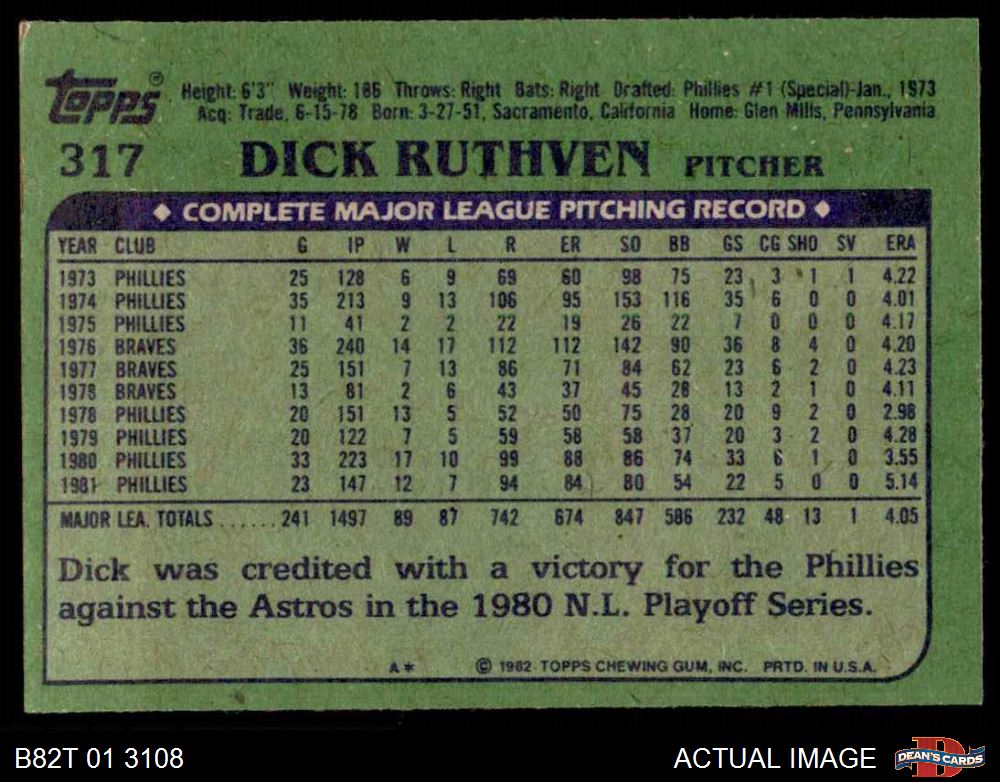 Topps® Height: 6'3" Weight: 186 Throws: Right Bats: Right Drafted: Phillies #1 (Special)-Jan., 1973
Acq: Trade, 6-15-78 Born: 3-27-51, Sacramento, California Home: Glen Mills, Pennsylvania
317 DICK RUTHVEN PITCHER
♦ COMPLETE MAJOR LEAGUE PITCHING RECORD ♦
YEAR CLUB G IP W L R ER SO BB GS CG SHO SV ERA
1973 PHILLIES 25 128 6 9 69 60 98 75 23 3 1 1 4.22
1974 PHILLIES 35 213 9 13 106 95 153 116 35 6 0 0 4.01
1975 PHILLIES 11 41 2 2 22 19 26 22 7 0 0 0 4.17
1976 BRAVES 36 240 14 17 112 112 142 90 36 8 4 0 4.20
1977 BRAVES 25 151 7 13 86 71 84 62 23 6 2 0 4.23
1978 BRAVES 13 81 2 6 43 37 45 28 13 2 1 0 4.11
1978 PHILLIES 20 151 13 5 52 50 75 28 20 9 2 0 2.98
1979 PHILLIES 20 122 7 5 59 58 58 37 20 3 2 0 4.28
1980 PHILLIES 33 223 17 10 99 88 86 74 33 6 1 0 3.55
1981 PHILLIES 23 147 12 7 94 84 80 54 22 5 0 0 5.14
MAJOR LEA. TOTALS ...... 241 1497 89 87 742 674 847 586 232 48 13 1 4.05
Dick was credited with a victory for the Phillies
against the Astros in the 1980 N.L. Playoff Series.
A* © 1982 TOPPS CHEWING GUM, INC. PRTD. IN U.S.A.
B82T 01 3108 ACTUAL IMAGE D DEAN'S CARDS